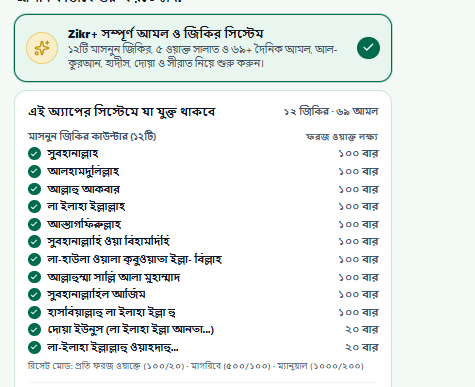 Zikr+ সম্পূর্ণ আমল ও জিকির সিস্টেম
১২টি মাসনুন জিকির, ৫ ওয়াক্ত সালাত ও ৬৯+ দৈনিক আমল, আল-
কুরআন, হাদীস, দোয়া ও সীরাত নিয়ে শুরু করুন।
এই অ্যাপের সিস্টেমে যা যুক্ত থাকবে ১২ জিকির · ৬৯ আমল
মাসনুন জিকির কাউন্টার (১২টি) ফরজ ওয়াক্ত লক্ষ্য
সুবহানাল্লাহ ১০০ বার
আলহামদুলিল্লাহ ১০০ বার
আল্লাহু আকবার ১০০ বার
লা ইলাহা ইল্লাল্লাহ ১০০ বার
আস্তাগফিরুল্লাহ ১০০ বার
সুবহানাল্লাহি ওয়া বিহামদিহি ১০০ বার
লা-হাউলা ওয়ালা ক্বুওয়াতা ইল্লা- বিল্লাহ ১০০ বার
আল্লাহুম্মা সাল্লি আলা মুহাম্মাদ ১০০ বার
সুবহানাল্লাহিল আজিম ১০০ বার
হাসবিয়াল্লাহু লা ইলাহা ইল্লা হু ১০০ বার
দোয়া ইউনুস (লা ইলাহা ইল্লা আনতা...) ২০ বার
লা-ইলাহা ইল্লাল্লাহু ওয়াহদাহু... ২০ বার
রিসেট মোড: প্রতি ফরজ ওয়াক্তে (১০০/২০) · মাগরিবে (৫০০/১০০) · ম্যানুয়াল (১০০০/২০০)